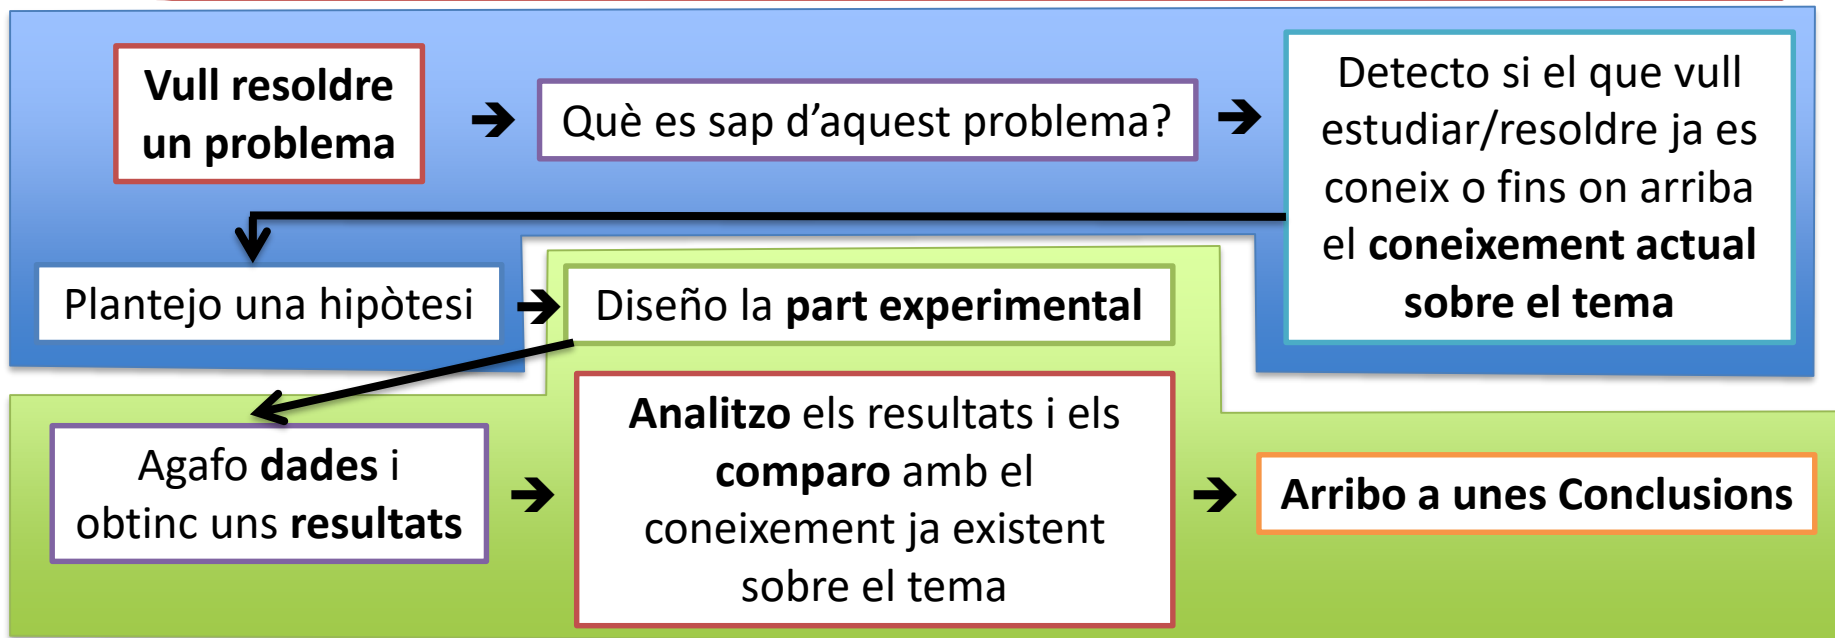 Vull resoldre
un problema
Què es sap d’aquest problema?
Detecto si el que vull
estudiar/resoldre ja es
coneix o fins on arriba
el coneixement actual
sobre el tema
Plantejo una hipòtesi
Diseño la part experimental
Agafo dades i
obtinc uns resultats
Analitzo els resultats i els
comparo amb el
coneixement ja existent
sobre el tema
Arribo a unes Conclusions